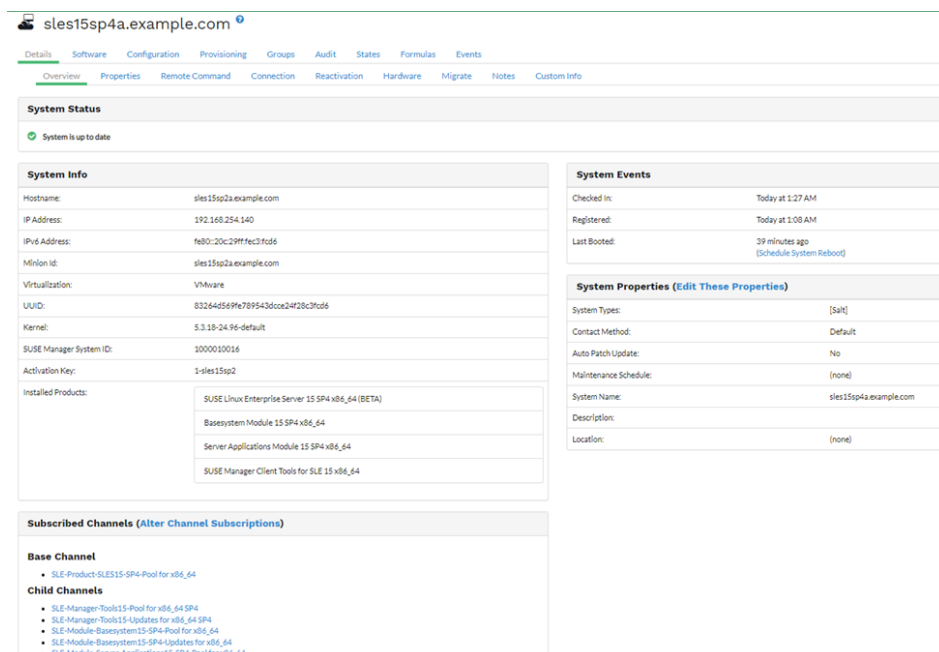 sles15sp4a.example.com ?
Details Software Configuration Provisioning Groups Audit States Formulas Events
Overview Properties Remote Command Connection Reactivation Hardware Migrate Notes Custom Info
System Status
System is up to date
System Info
Hostname: sles15sp2a.example.com
IP Address: 192.168.254.140
IPv6 Address: fe80::20c:29ff:fec3:fcd6
Minion Id: sles15sp2a.example.com
Virtualization: VMware
UUID: 83264d569fe789543dcce24f28c3fcd6
Kernel: 5.3.18-24.96-default
SUSE Manager System ID: 1000010016
Activation Key: 1-sles15sp2
Installed Products:
SUSE Linux Enterprise Server 15 SP4 x86_64 (BETA)
Basesystem Module 15 SP4 x86_64
Server Applications Module 15 SP4 x86_64
SUSE Manager Client Tools for SLE 15 x86_64
System Events
Checked In: Today at 1:27 AM
Registered: Today at 1:08 AM
Last Booted: 39 minutes ago
(Schedule System Reboot)
System Properties (Edit These Properties)
System Types: [Salt]
Contact Method: Default
Auto Patch Update: No
Maintenance Schedule: (none)
System Name: sles15sp4a.example.com
Description:
Location: (none)
Subscribed Channels (Alter Channel Subscriptions)
Base Channel
SLE-Product-SLES15-SP4-Pool for x86_64
Child Channels
SLE-Manager-Tools15-Pool for x86_64 SP4
SLE-Manager-Tools15-Updates for x86_64 SP4
SLE-Module-Basesystem15-SP4-Pool for x86_64
SLE-Module-Basesystem15-SP4-Updates for x86_64